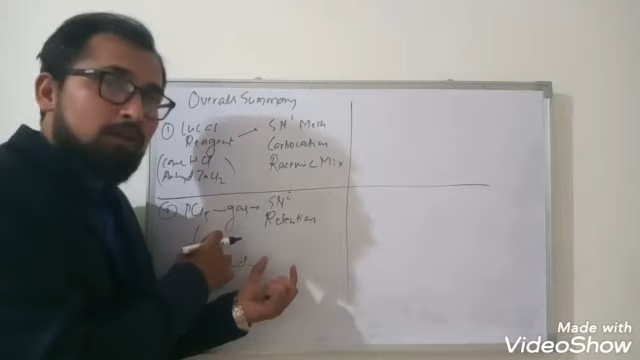 Overall Summary
① Lucas → SN¹ Mech
Reagent Carbocation
(conc HCl Racemic Mix
Anhyd ZnCl₂)
② PCl₅ - gas → SN²
Retention
Made with
VideoShow